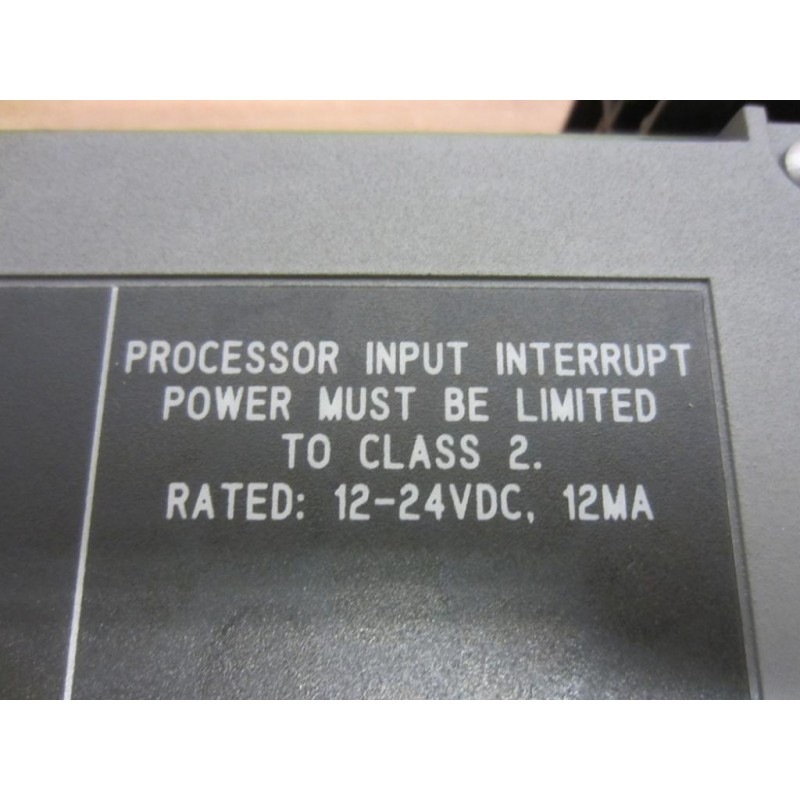 PROCESSOR INPUT INTERRUPT
POWER MUST BE LIMITED
TO CLASS 2.
RATED: 12-24VDC, 12MA